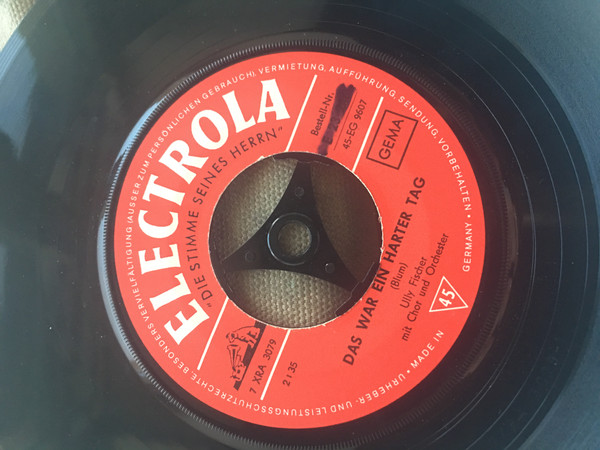 ELECTROLA
"DIE STIMME SEINES HERRN"
Bestell-Nr.
45-EG 9607
GEMA
7 XRA 3079
2:35
DAS WAR EIN HARTER TAG
(Blum)
Ully Fischer
mit Chor und Orchester
45
MADE IN GERMANY • URHEBER- UND LEISTUNGSSCHUTZRECHTE, BESONDERS VERVIELFÄLTIGUNG (AUSSER ZUM PERSÖNLICHEN GEBRAUCH), VERMIETUNG, AUFFÜHRUNG, SENDUNG, VORBEHALTEN •